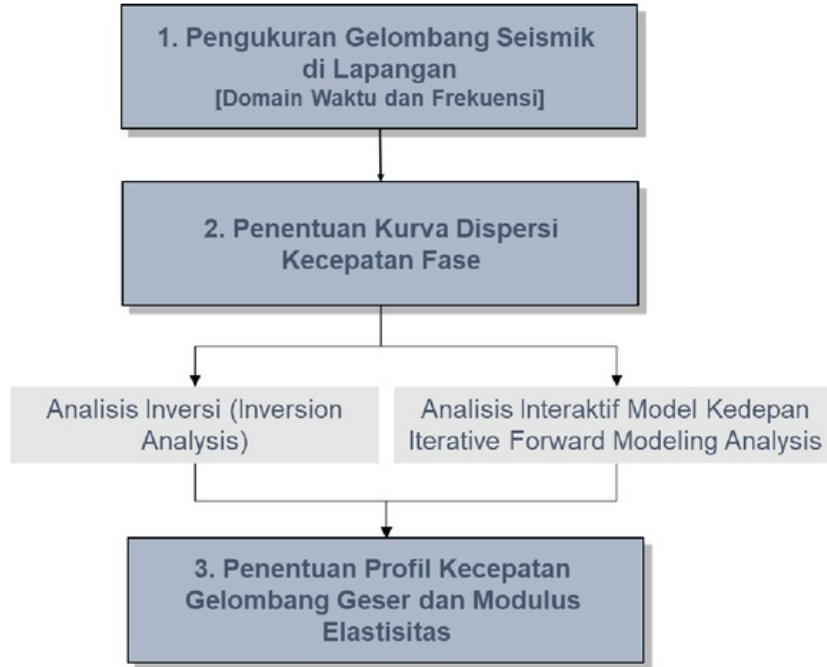 1. Pengukuran Gelombang Seismik
di Lapangan
[Domain Waktu dan Frekuensi]
2. Penentuan Kurva Dispersi
Kecepatan Fase
Analisis Inversi (Inversion
Analysis)
Analisis Interaktif Model Kedepan
Iterative Forward Modeling Analysis
3. Penentuan Profil Kecepatan
Gelombang Geser dan Modulus
Elastisitas